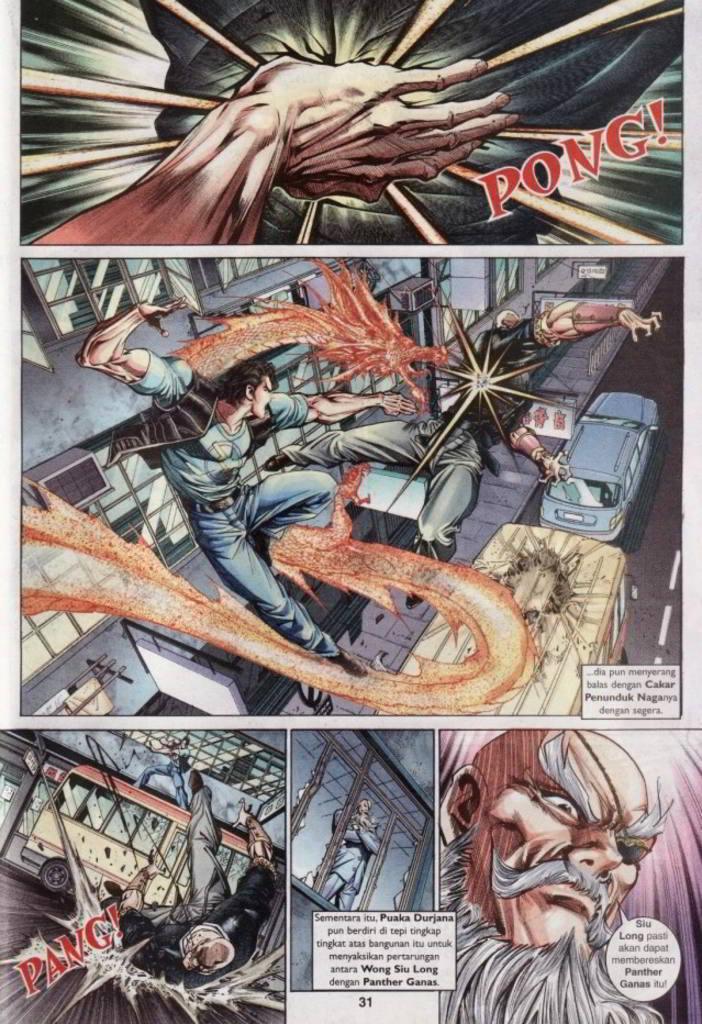 PONG!
...dia pun menyerang
balas dengan Cakar
Penunduk Naganya
dengan segera.
PANG!
Sementara itu, Puaka Durjana
pun berdiri di tepi tingkap
tingkat atas bangunan itu untuk
menyaksikan pertarungan
antara Wong Siu Long
dengan Panther Ganas.
Siu
Long pasti
akan dapat
membereskan
Panther
Ganas itu!
31